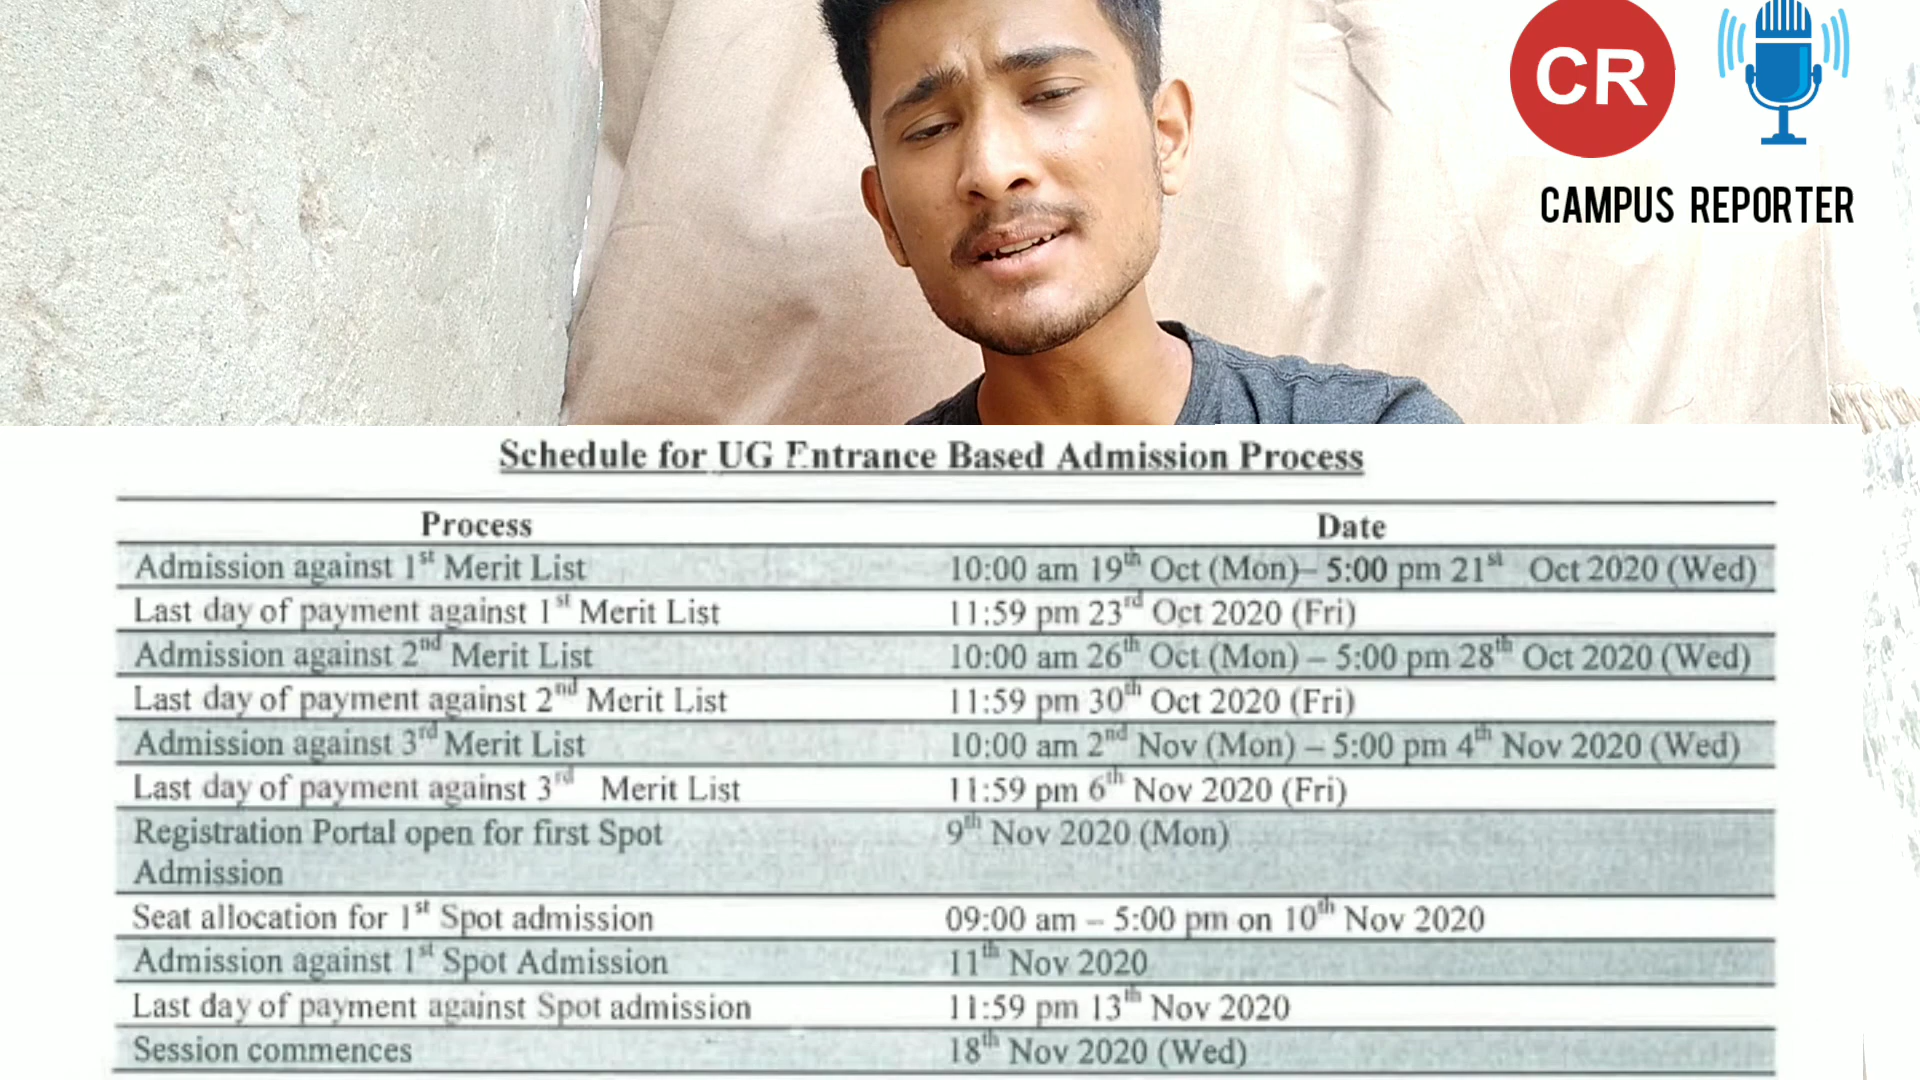 CR
CAMPUS REPORTER
Schedule for UG Entrance Based Admission Process
Process Date
Admission against 1st Merit List 10:00 am 19th Oct (Mon)– 5:00 pm 21st Oct 2020 (Wed)
Last day of payment against 1st Merit List 11:59 pm 23rd Oct 2020 (Fri)
Admission against 2nd Merit List 10:00 am 26th Oct (Mon) – 5:00 pm 28th Oct 2020 (Wed)
Last day of payment against 2nd Merit List 11:59 pm 30th Oct 2020 (Fri)
Admission against 3rd Merit List 10:00 am 2nd Nov (Mon) – 5:00 pm 4th Nov 2020 (Wed)
Last day of payment against 3rd Merit List 11:59 pm 6th Nov 2020 (Fri)
Registration Portal open for first Spot 9th Nov 2020 (Mon)
Admission
Seat allocation for 1st Spot admission 09:00 am – 5:00 pm on 10th Nov 2020
Admission against 1st Spot Admission 11th Nov 2020
Last day of payment against Spot admission 11:59 pm 13th Nov 2020
Session commences 18th Nov 2020 (Wed)